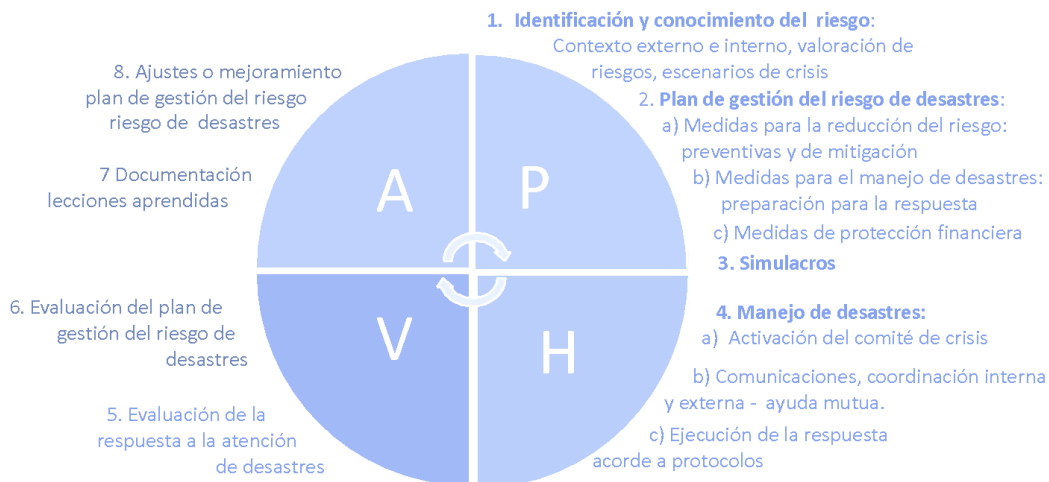 1. Identificación y conocimiento del riesgo:
Contexto externo e interno, valoración de
riesgos, escenarios de crisis
2. Plan de gestión del riesgo de desastres:
a) Medidas para la reducción del riesgo:
preventivas y de mitigación
b) Medidas para el manejo de desastres:
preparación para la respuesta
c) Medidas de protección financiera
3. Simulacros
4. Manejo de desastres:
a) Activación del comité de crisis
b) Comunicaciones, coordinación interna
y externa - ayuda mutua.
c) Ejecución de la respuesta
acorde a protocolos
5. Evaluación de la
respuesta a la atención
de desastres
6. Evaluación del plan de
gestión del riesgo de
desastres
7 Documentación
lecciones aprendidas
8. Ajustes o mejoramiento
plan de gestión del riesgo
riesgo de desastres
A
P
V
H